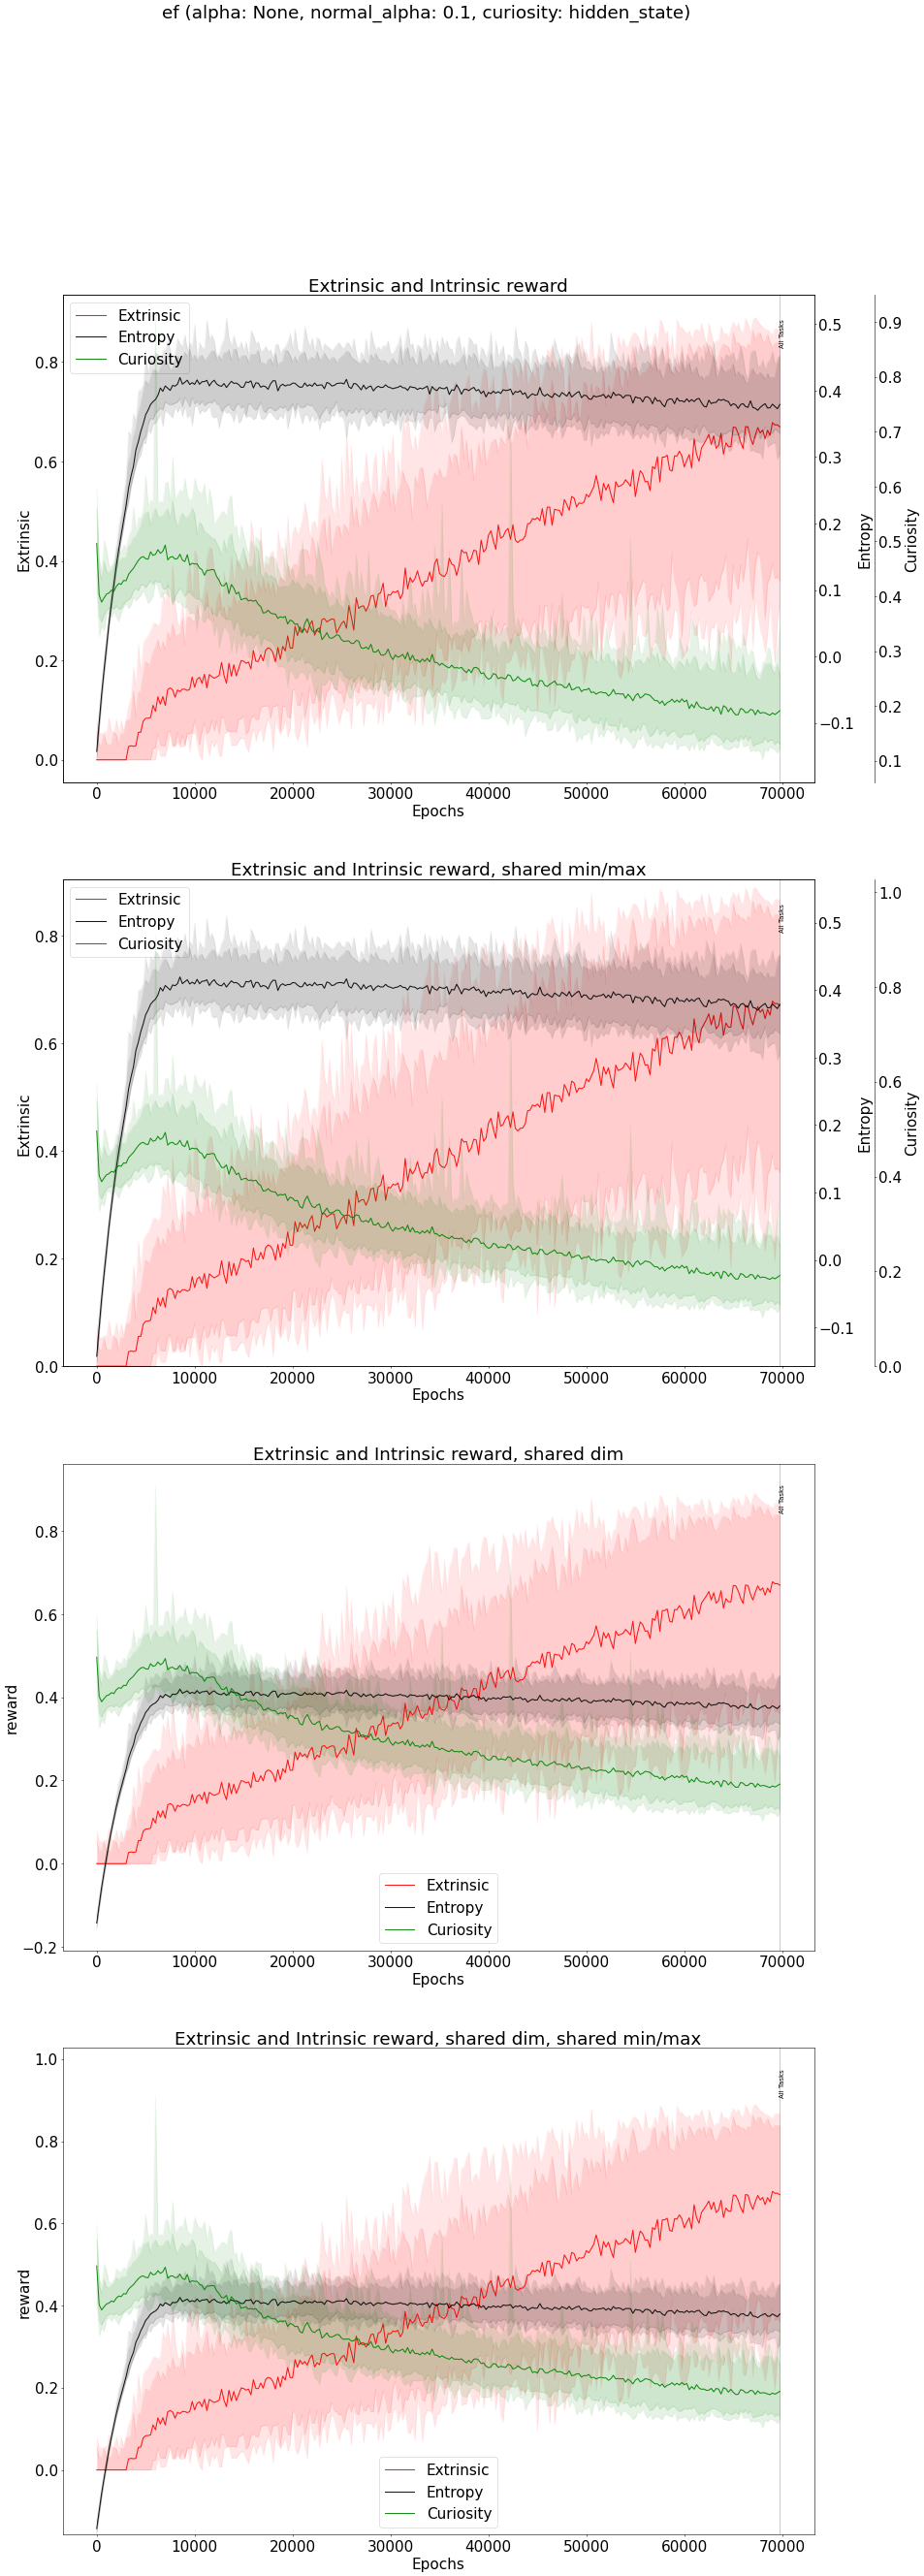 ef (alpha: None, normal_alpha: 0.1, curiosity: hidden_state)
Extrinsic and Intrinsic reward
Extrinsic
Entropy
Curiosity
All Tasks
0.8
0.6
0.4
0.2
0.0
Extrinsic
0.5
0.4
0.3
0.2
0.1
0.0
−0.1
Entropy
0.9
0.8
0.7
0.6
0.5
0.4
0.3
0.2
0.1
Curiosity
0 10000 20000 30000 40000 50000 60000 70000
Epochs
Extrinsic and Intrinsic reward, shared min/max
Extrinsic
Entropy
Curiosity
All Tasks
0.8
0.6
0.4
0.2
0.0
Extrinsic
0.5
0.4
0.3
0.2
0.1
0.0
−0.1
Entropy
1.0
0.8
0.6
0.4
0.2
0.0
Curiosity
0 10000 20000 30000 40000 50000 60000 70000
Epochs
Extrinsic and Intrinsic reward, shared dim
All Tasks
0.8
0.6
0.4
0.2
0.0
−0.2
reward
Extrinsic
Entropy
Curiosity
0 10000 20000 30000 40000 50000 60000 70000
Epochs
Extrinsic and Intrinsic reward, shared dim, shared min/max
All Tasks
1.0
0.8
0.6
0.4
0.2
0.0
reward
Extrinsic
Entropy
Curiosity
0 10000 20000 30000 40000 50000 60000 70000
Epochs